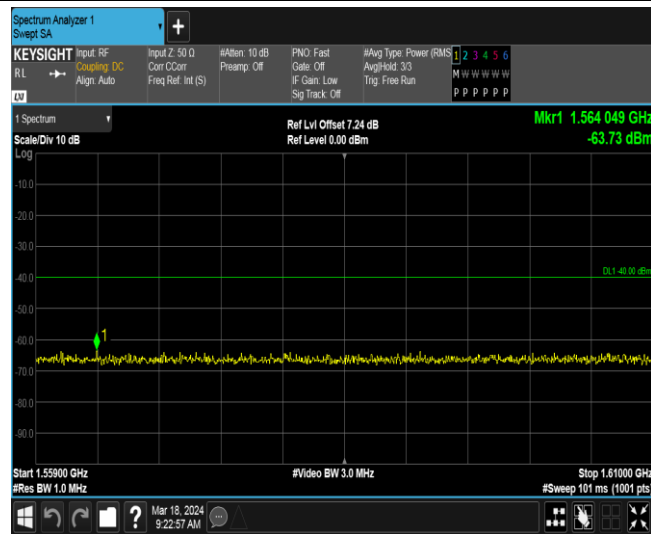 Spectrum Analyzer 1
Swept SA
+
KEYSIGHT
RL
LXI
Input: RF
Coupling: DC
Align: Auto
Input Z: 50 Ω
Corr CCorr
Freq Ref: Int (S)
#Atten: 10 dB
Preamp: Off
PNO: Fast
Gate: Off
IF Gain: Low
Sig Track: Off
#Avg Type: Power (RMS
Avg|Hold: 3/3
Trig: Free Run
1 2 3 4 5 6
M W W W W W
P P P P P P
1 Spectrum
Scale/Div 10 dB
Log
Ref Lvl Offset 7.24 dB
Ref Level 0.00 dBm
Mkr1 1.564 049 GHz
-63.73 dBm
-10.0
-20.0
-30.0
-40.0
DL1 -40.00 dBm
-50.0
-60.0
1
-70.0
-80.0
-90.0
Start 1.55900 GHz
#Res BW 1.0 MHz
#Video BW 3.0 MHz
Stop 1.61000 GHz
#Sweep 101 ms (1001 pts)
?
Mar 18, 2024
9:22:57 AM